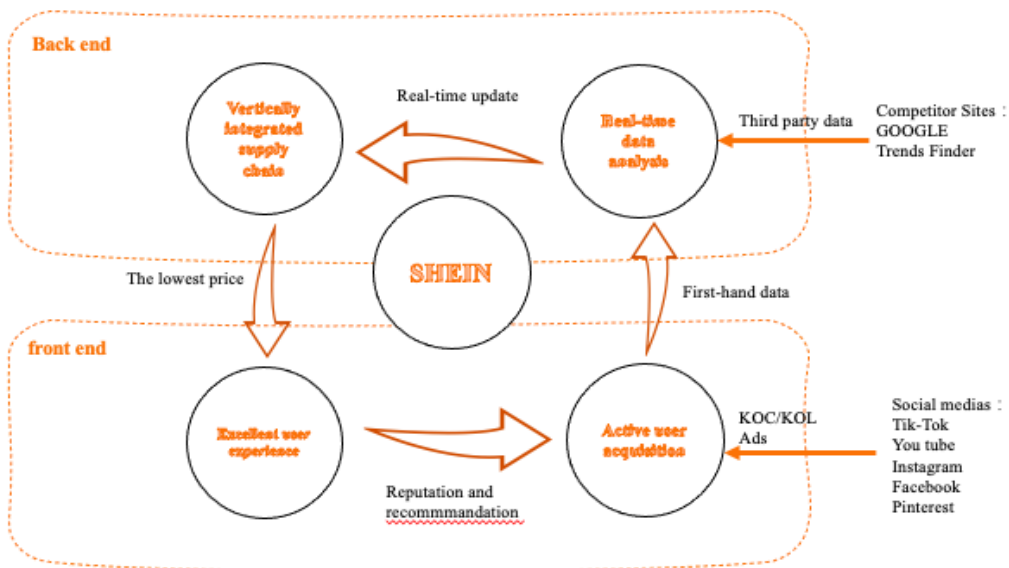 Back end
Vertically
integrated
supply
chain
Real-time update
Real-time
data
analysis
Third party data
Competitor Sites：
GOOGLE
Trends Finder
SHEIN
The lowest price
First-hand data
front end
Excellent user
experience
Reputation and
recommmandation
Active user
acquisition
KOC/KOL
Ads
Social medias：
Tik-Tok
You tube
Instagram
Facebook
Pinterest